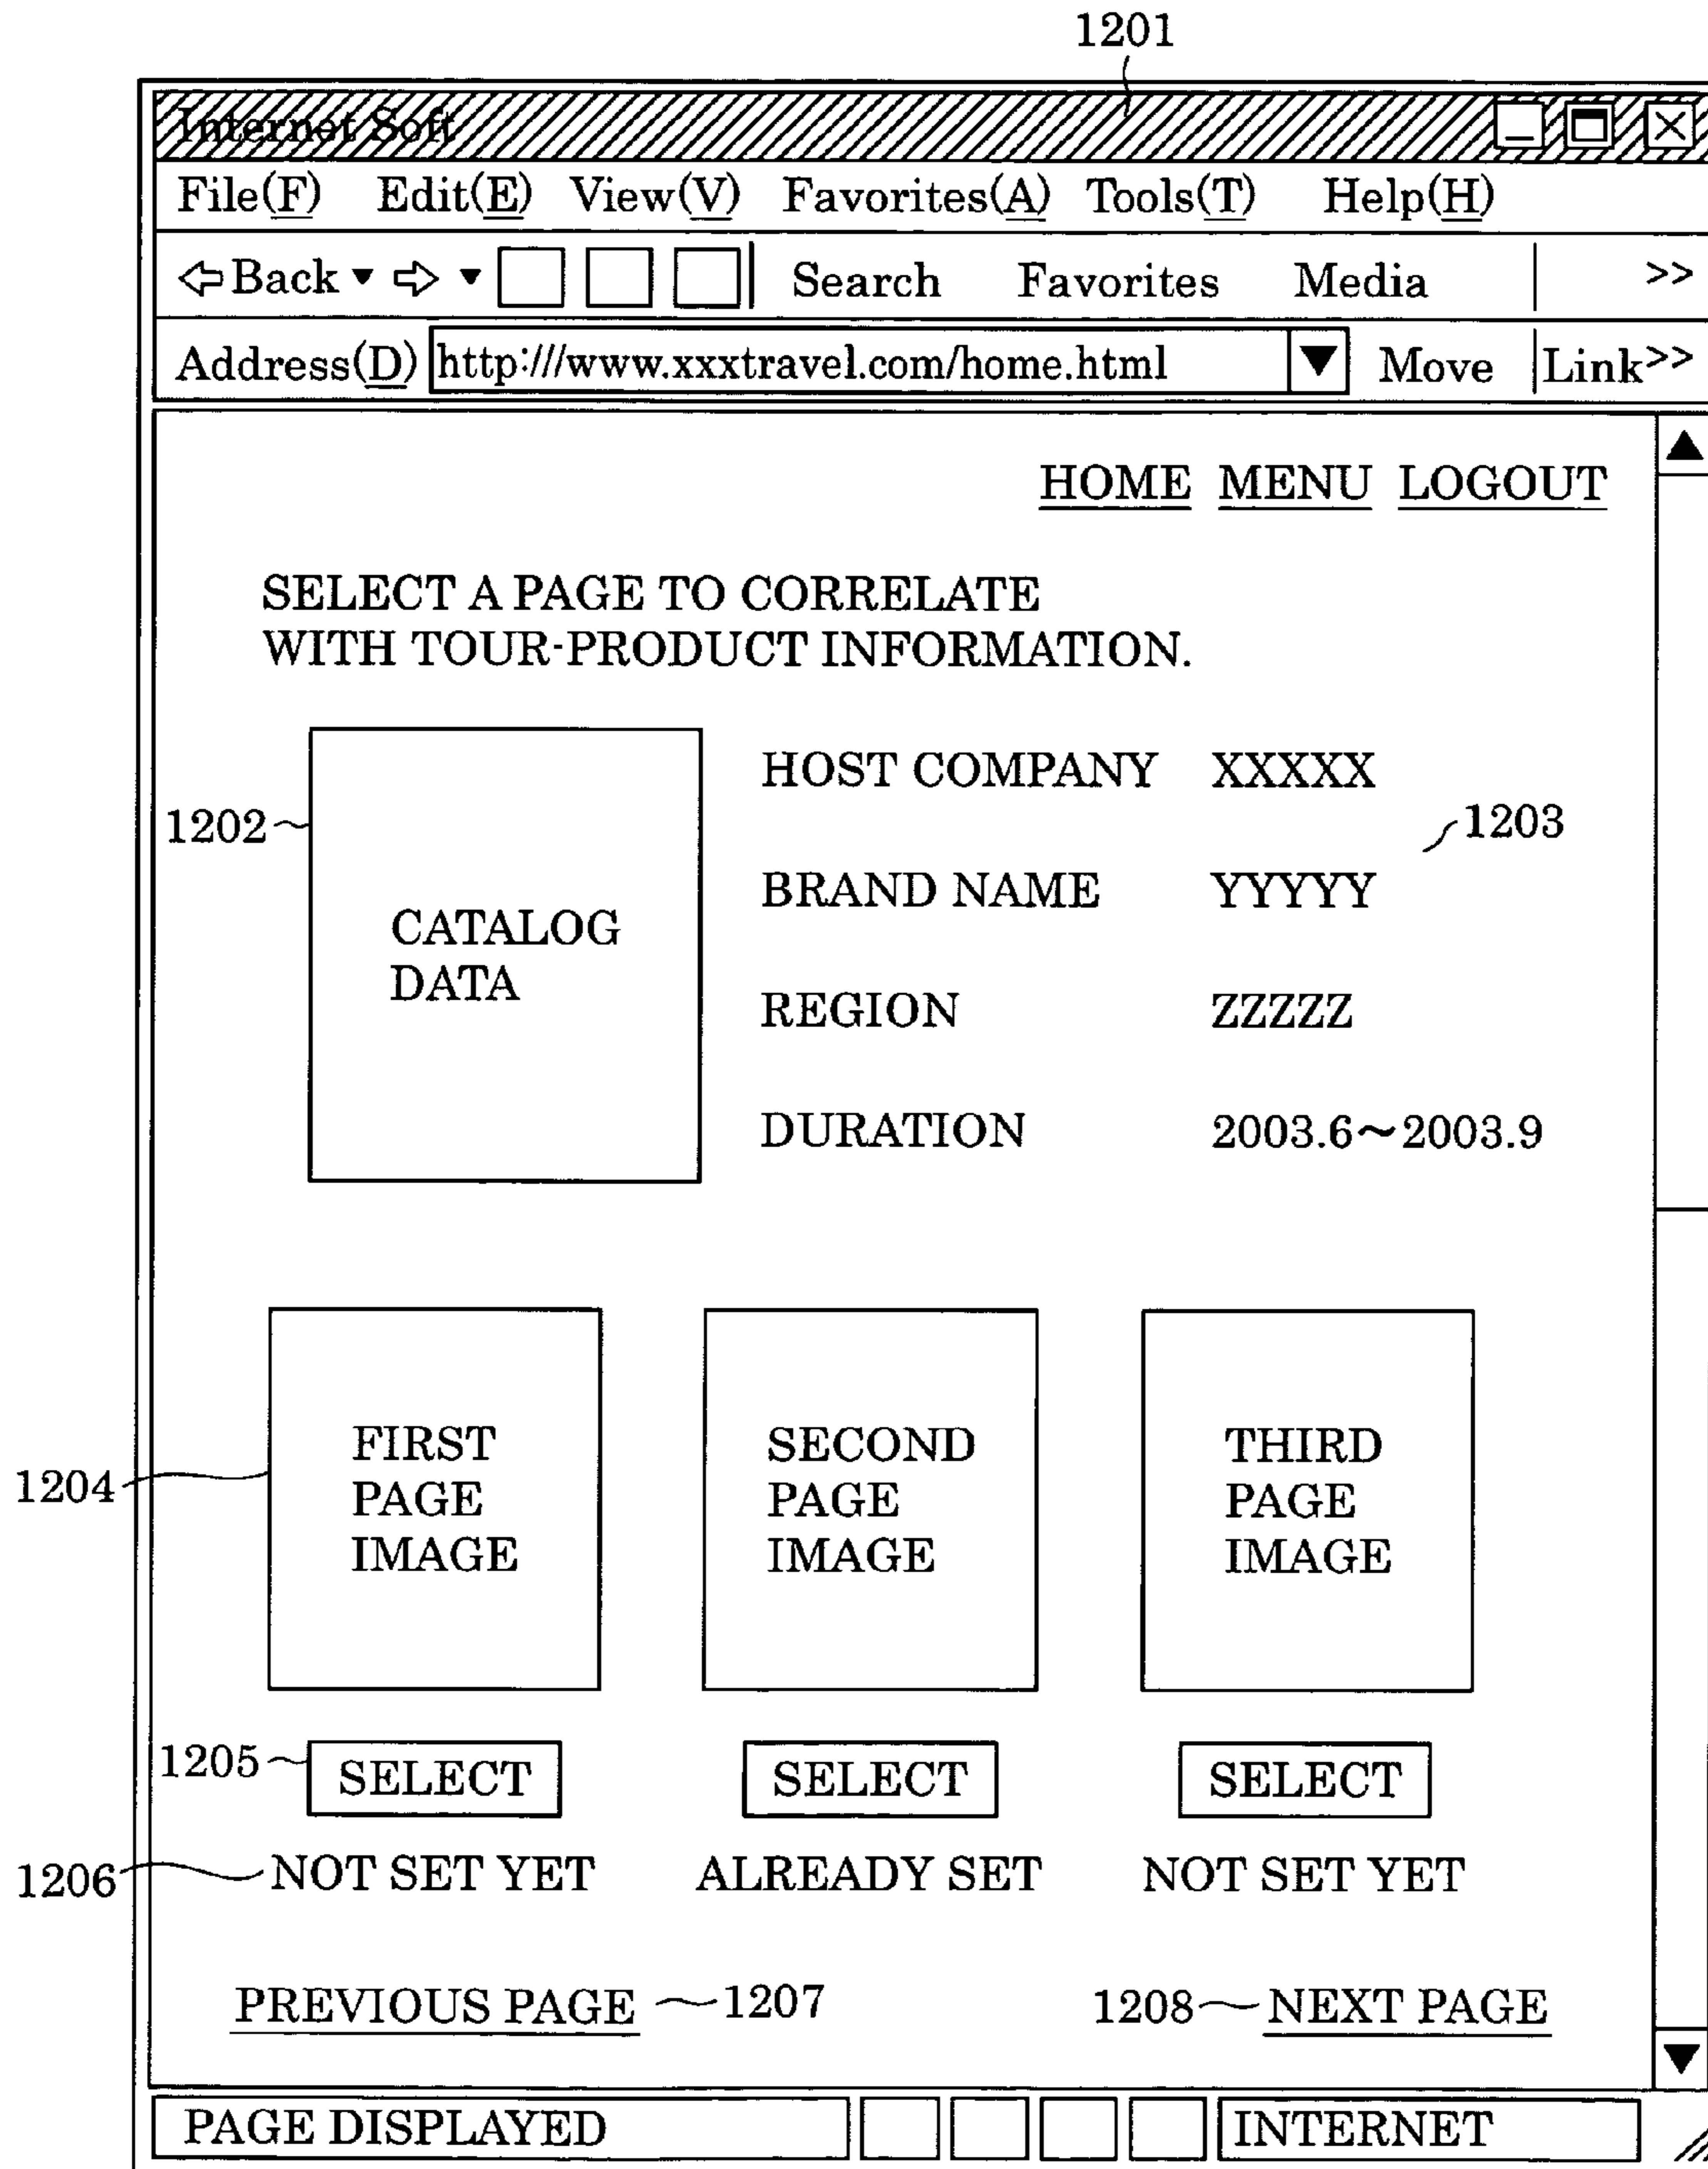 1201
Internet Soft
File(F) Edit(E) View(V) Favorites(A) Tools(T) Help(H)
Back Search Favorites Media >>
Address(D) http:///www.xxxtravel.com/home.html Move Link>>
HOME MENU LOGOUT
SELECT A PAGE TO CORRELATE
WITH TOUR-PRODUCT INFORMATION.
1202
CATALOG
DATA
HOST COMPANY XXXXX
1203
BRAND NAME YYYYY
REGION ZZZZZ
DURATION 2003.6~2003.9
1204
FIRST
PAGE
IMAGE
SECOND
PAGE
IMAGE
THIRD
PAGE
IMAGE
1205 SELECT SELECT SELECT
1206 NOT SET YET ALREADY SET NOT SET YET
PREVIOUS PAGE 1207 1208 NEXT PAGE
PAGE DISPLAYED INTERNET